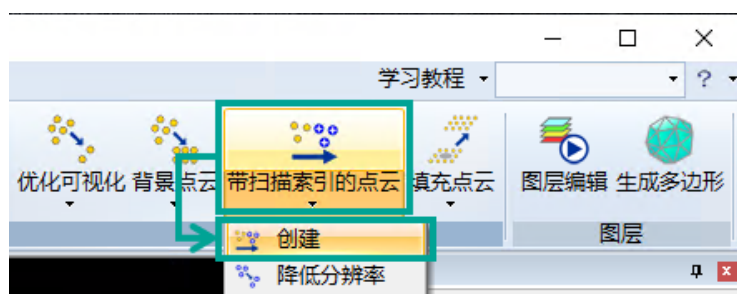 学习教程
?
优化可视化 背景点云 带扫描索引的点云 填充点云 图层编辑 生成多边形
创建
图层
降低分辨率